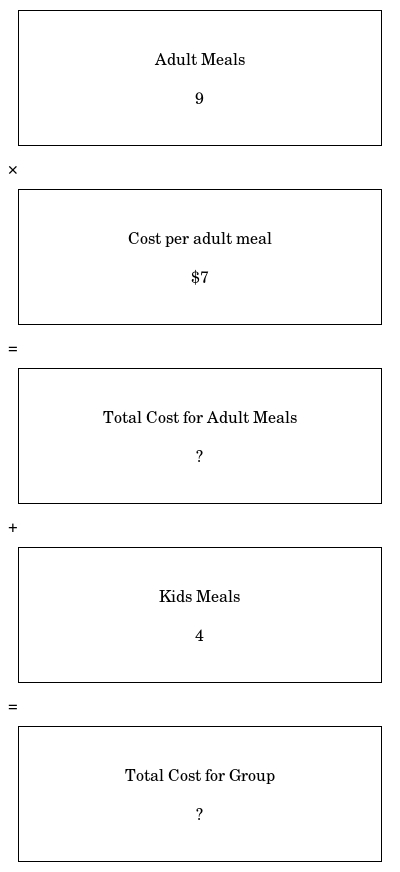 Adult Meals
9
×
Cost per adult meal
$7
=
Total Cost for Adult Meals
?
+
Kids Meals
4
=
Total Cost for Group
?